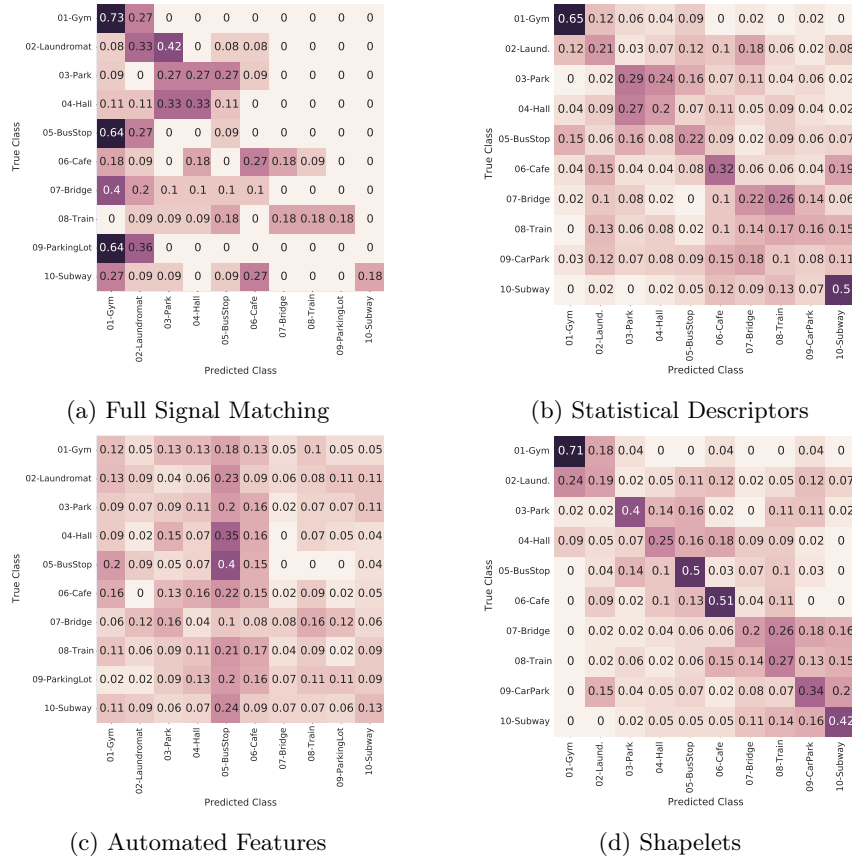 True Class
01-Gym 0.73 0.27 0 0 0 0 0 0 0 0
02-Laundromat 0.08 0.33 0.42 0 0.08 0.08 0 0 0 0
03-Park 0.09 0 0.27 0.27 0.27 0.09 0 0 0 0
04-Hall 0.11 0.11 0.33 0.33 0.11 0 0 0 0 0
05-BusStop 0.64 0.27 0 0 0.09 0 0 0 0 0
06-Cafe 0.18 0.09 0 0.18 0 0.27 0.18 0.09 0 0
07-Bridge 0.4 0.2 0.1 0.1 0.1 0.1 0 0 0 0
08-Train 0 0.09 0.09 0.09 0.18 0 0.18 0.18 0.18 0
09-ParkingLot 0.64 0.36 0 0 0 0 0 0 0 0
10-Subway 0.27 0.09 0.09 0 0.09 0.27 0 0 0 0.18
01-Gym 02-Laundromat 03-Park 04-Hall 05-BusStop 06-Cafe 07-Bridge 08-Train 09-ParkingLot 10-Subway
Predicted Class
(a) Full Signal Matching
True Class
01-Gym 0.65 0.12 0.06 0.04 0.09 0 0.02 0 0.02 0
02-Laund. 0.12 0.21 0.03 0.07 0.12 0.1 0.18 0.06 0.02 0.08
03-Park 0 0.02 0.29 0.24 0.16 0.07 0.11 0.04 0.06 0.02
04-Hall 0.04 0.09 0.27 0.2 0.07 0.11 0.05 0.09 0.04 0.02
05-BusStop 0.15 0.06 0.16 0.08 0.22 0.09 0.02 0.09 0.06 0.07
06-Cafe 0.04 0.15 0.04 0.04 0.08 0.32 0.06 0.06 0.04 0.19
07-Bridge 0.02 0.1 0.08 0.02 0 0.1 0.22 0.26 0.14 0.06
08-Train 0 0.13 0.06 0.08 0.02 0.1 0.14 0.17 0.16 0.15
09-CarPark 0.03 0.12 0.07 0.08 0.09 0.15 0.18 0.1 0.08 0.11
10-Subway 0 0.02 0 0.02 0.05 0.12 0.09 0.13 0.07 0.5
01-Gym 02-Laund. 03-Park 04-Hall 05-BusStop 06-Cafe 07-Bridge 08-Train 09-CarPark 10-Subway
Predicted Class
(b) Statistical Descriptors
True Class
01-Gym 0.12 0.05 0.13 0.13 0.18 0.13 0.05 0.1 0.05 0.05
02-Laundromat 0.13 0.09 0.04 0.06 0.23 0.09 0.06 0.08 0.11 0.11
03-Park 0.09 0.07 0.09 0.11 0.2 0.16 0.02 0.07 0.07 0.11
04-Hall 0.09 0.02 0.15 0.07 0.35 0.16 0 0.07 0.05 0.04
05-BusStop 0.2 0.09 0.05 0.07 0.4 0.15 0 0 0 0.04
06-Cafe 0.16 0 0.13 0.16 0.22 0.15 0.02 0.09 0.02 0.05
07-Bridge 0.06 0.12 0.16 0.04 0.1 0.08 0.08 0.16 0.12 0.06
08-Train 0.11 0.06 0.09 0.11 0.21 0.17 0.04 0.09 0.02 0.09
09-ParkingLot 0.02 0.02 0.09 0.13 0.2 0.16 0.07 0.11 0.11 0.09
10-Subway 0.11 0.09 0.06 0.07 0.24 0.09 0.07 0.07 0.06 0.13
01-Gym 02-Laundromat 03-Park 04-Hall 05-BusStop 06-Cafe 07-Bridge 08-Train 09-ParkingLot 10-Subway
Predicted Class
(c) Automated Features
True Class
01-Gym 0.71 0.18 0.04 0 0 0.04 0 0 0.04 0
02-Laund. 0.24 0.19 0.02 0.05 0.11 0.12 0.02 0.05 0.12 0.07
03-Park 0.02 0.02 0.4 0.14 0.16 0.02 0 0.11 0.11 0.02
04-Hall 0.09 0.05 0.07 0.25 0.16 0.18 0.09 0.09 0.02 0
05-BusStop 0 0.04 0.14 0.1 0.5 0.03 0.07 0.1 0.03 0
06-Cafe 0 0.09 0.02 0.1 0.13 0.51 0.04 0.11 0 0
07-Bridge 0 0.02 0.02 0.04 0.06 0.06 0.2 0.26 0.18 0.16
08-Train 0 0.02 0.06 0.02 0.06 0.15 0.14 0.27 0.13 0.15
09-CarPark 0 0.15 0.04 0.05 0.07 0.02 0.08 0.07 0.34 0.2
10-Subway 0 0 0.02 0.05 0.05 0.05 0.11 0.14 0.16 0.42
01-Gym 02-Laund. 03-Park 04-Hall 05-BusStop 06-Cafe 07-Bridge 08-Train 09-CarPark 10-Subway
Predicted Class
(d) Shapelets